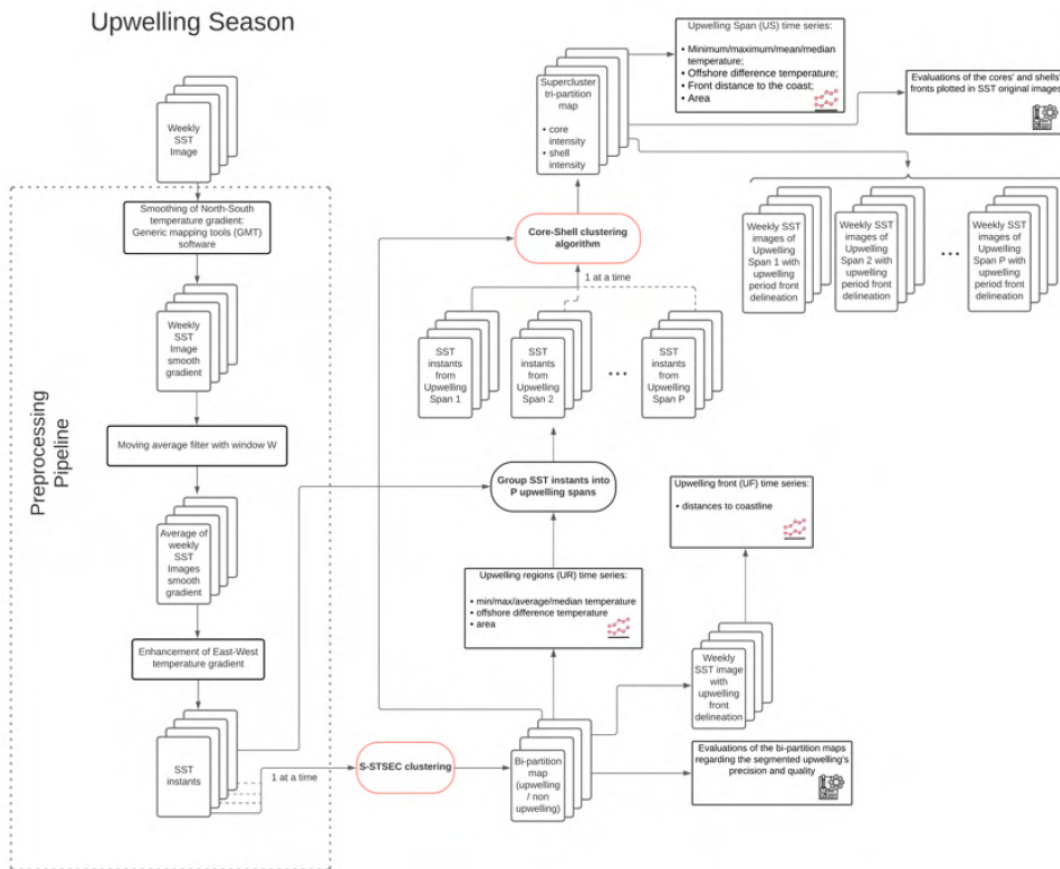 Upwelling Season
Weekly
SST
Image
Smoothing of North-South
temperature gradient:
Generic mapping tools (GMT)
software
Weekly
SST
Image
smooth
gradient
Moving average filter with window W
Average of
weekly
SST
Images
smooth
gradient
Enhancement of East-West
temperature gradient
SST
instants
Preprocessing
Pipeline
1 at a time
S-STSEC clustering
Bi-partition
map
(upwelling
/ non
upwelling)
Evaluations of the bi-partition maps
regarding the segmented upwelling's
precision and quality
Weekly
SST image
with
upwelling
front
delineation
Upwelling front (UF) time series:
• distances to coastline
Upwelling regions (UR) time series:
• min/max/average/median temperature
• offshore difference temperature
• area
Group SST instants into
P upwelling spans
SST
instants
from
Upwelling
Span 1
SST
instants
from
Upwelling
Span 2
...
SST
instants
from
Upwelling
Span P
1 at a time
Core-Shell clustering
algorithm
Supercluster
tri-partition
map
• core
intensity
• shell
intensity
Upwelling Span (US) time series:
• Minimum/maximum/mean/median
temperature;
• Offshore difference temperature;
• Front distance to the coast;
• Area
Evaluations of the cores' and shells'
fronts plotted in SST original images
Weekly SST
images of
Upwelling
Span 1 with
upwelling
period front
delineation
Weekly SST
images of
Upwelling
Span 2 with
upwelling
period front
delineation
...
Weekly SST
images of
Upwelling
Span P with
upwelling
period front
delineation